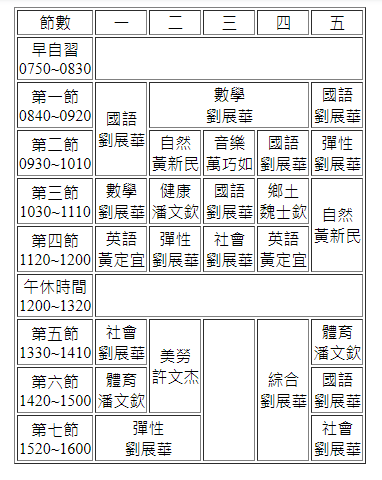 節數 一 二 三 四 五
早自習
0750~0830
第一節
0840~0920
國語
劉展華
數學
劉展華
國語
劉展華
第二節
0930~1010
自然
黃新民
音樂
萬巧如
國語
劉展華
彈性
劉展華
第三節
1030~1110
數學
劉展華
健康
潘文欽
國語
劉展華
鄉土
魏士欽
自然
黃新民
第四節
1120~1200
英語
黃定宜
彈性
劉展華
社會
劉展華
英語
黃定宜
午休時間
1200~1320
第五節
1330~1410
社會
劉展華
美勞
許文杰
綜合
劉展華
體育
潘文欽
第六節
1420~1500
體育
潘文欽
國語
劉展華
第七節
1520~1600
彈性
劉展華
社會
劉展華